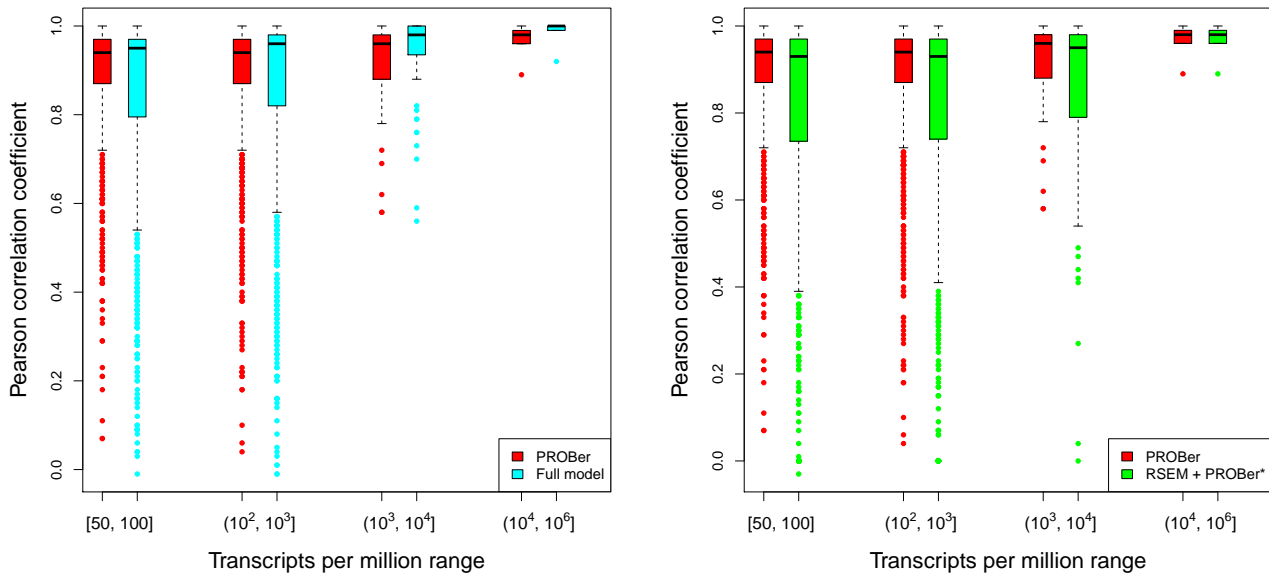 Pearson correlation coefficient
1.0
0.8
0.6
0.4
0.2
0.0
[50, 100]
(10², 10³]
(10³, 10⁴]
(10⁴, 10⁶]
Transcripts per million range
PROBer
Full model
Pearson correlation coefficient
1.0
0.8
0.6
0.4
0.2
0.0
[50, 100]
(10², 10³]
(10³, 10⁴]
(10⁴, 10⁶]
Transcripts per million range
PROBer
RSEM + PROBer*